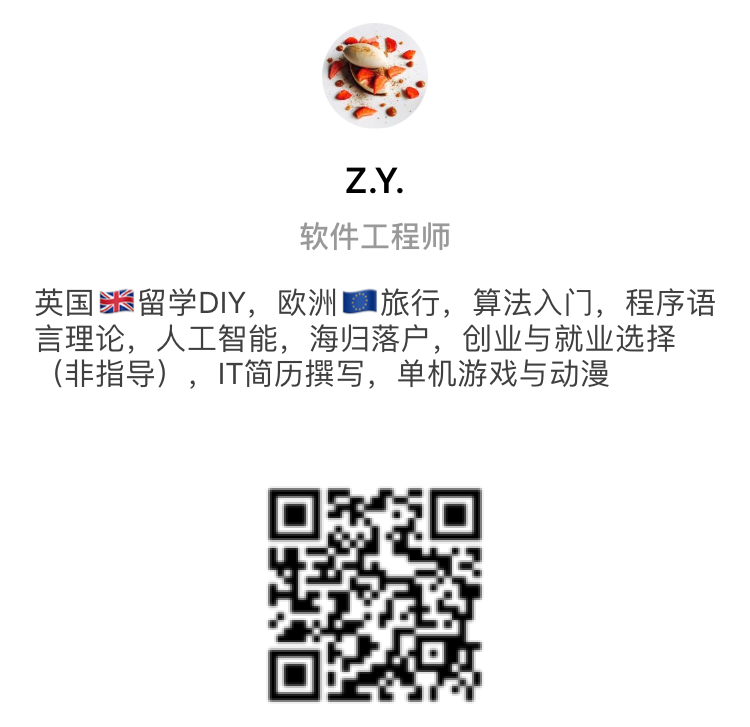 Z.Y.
软件工程师
英国🇬🇧留学DIY，欧洲🇪🇺旅行，算法入门，程序语
言理论，人工智能，海归落户，创业与就业选择
（非指导），IT简历撰写，单机游戏与动漫